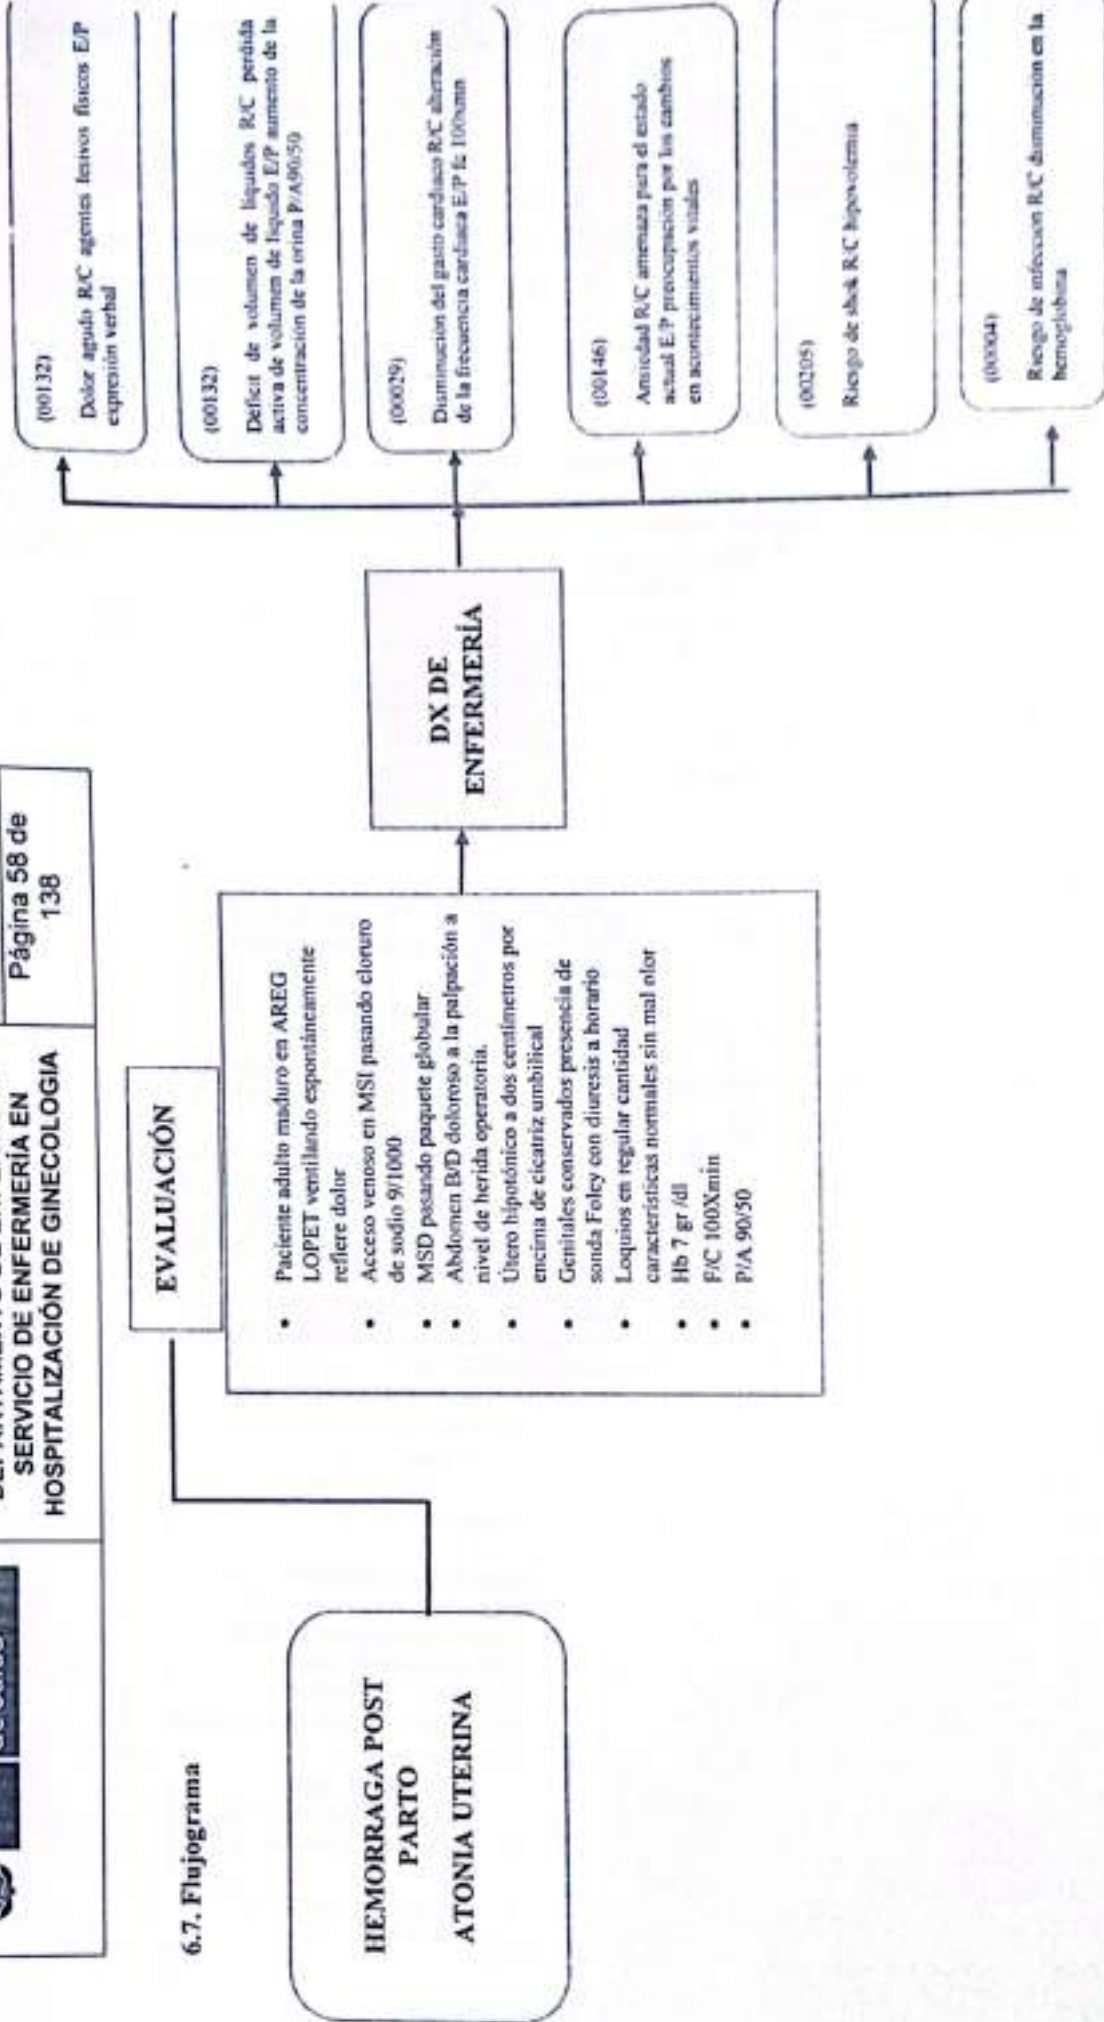 SERVICIO DE ENFERMERÍA EN
HOSPITALIZACIÓN DE GINECOLOGIA
Página 58 de
138
6.7. Flujograma
HEMORRAGA POST
PARTO
ATONIA UTERINA
EVALUACIÓN
• Paciente adulto maduro en AREG
LOPET ventilando espontáneamente
refiere dolor
• Acceso venoso en MSI pasando cloruro
de sodio 9/1000
• MSD pasando paquete globular
• Abdomen B/D doloroso a la palpación a
nivel de herida operatoria.
• Útero hipotónico a dos centímetros por
encima de cicatriz umbilical
• Genitales conservados presencia de
sonda Foley con diuresis a horario
• Loquios en regular cantidad
características normales sin mal olor
• Hb 7 gr /dl
• F/C 100Xmin
• P/A 90/50
DX DE
ENFERMERÍA
(00132)
Dolor agudo R/C agentes lesivos físicos E/P
expresión verbal
(00132)
Déficit de volumen de líquidos R/C perdida
activa de volumen de líquido E/P aumento de la
concentración de la orina P/A90/50
(00029)
Disminución del gasto cardiaco R/C alteración
de la frecuencia cardiaca E/P fc 100xmn
(00146)
Ansiedad R/C amenaza para el estado
actual E/P preocupación por los cambios
en acontecimientos vitales
(00205)
Riesgo de shok R/C hipovolemia
(00004)
Riesgo de infeccion R/C disminución en la
hemoglobina